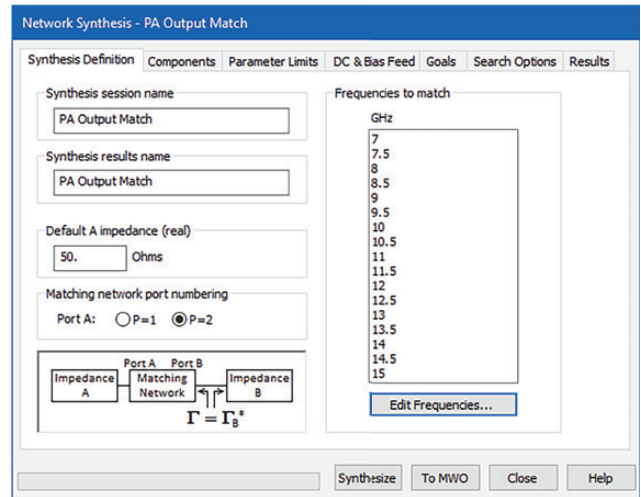 Network Synthesis - PA Output Match
Synthesis Definition Components Parameter Limits DC & Bias Feed Goals Search Options Results
Synthesis session name
PA Output Match
Synthesis results name
PA Output Match
Default A impedance (real)
50. Ohms
Matching network port numbering
Port A: P=1 P=2
Port A Port B
Impedance A
Matching Network
Impedance B
Γ = Γ_B*
Frequencies to match
GHz
7
7.5
8
8.5
9
9.5
10
10.5
11
11.5
12
12.5
13
13.5
14
14.5
15
Edit Frequencies...
Synthesize To MWO Close Help